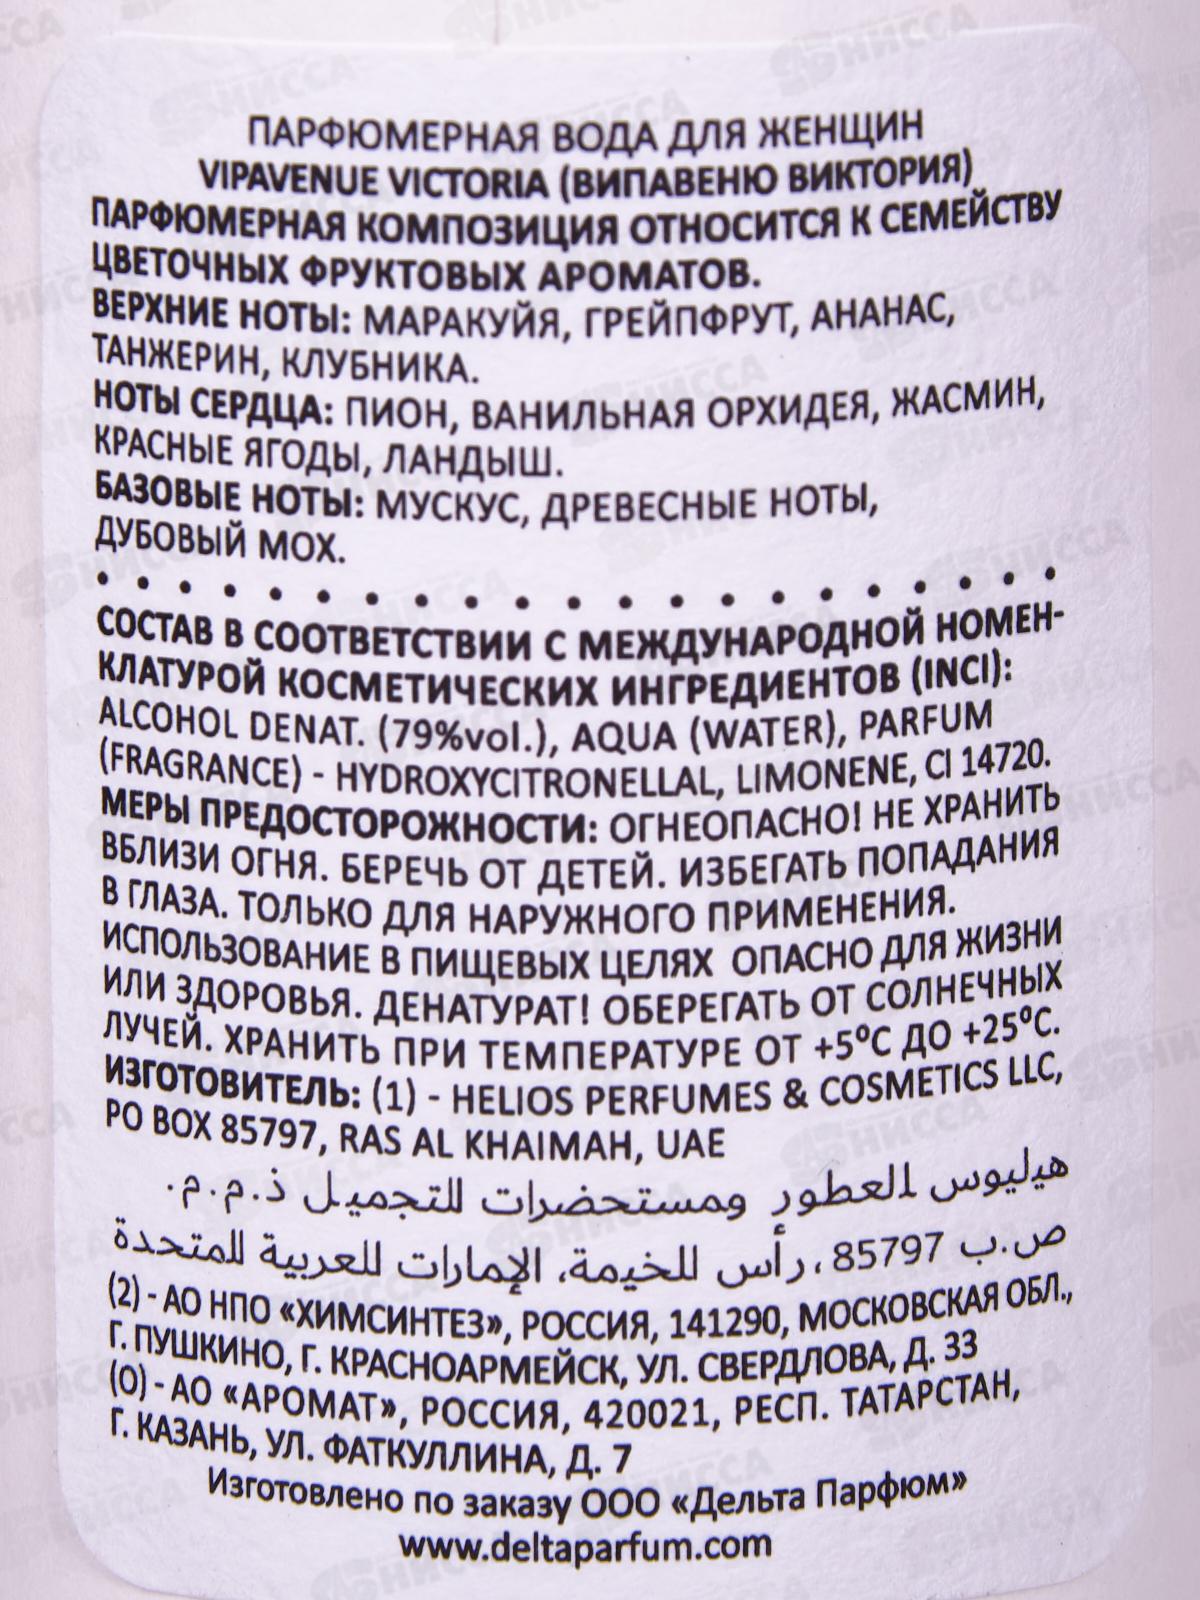 ПАРФЮМЕРНАЯ ВОДА ДЛЯ ЖЕНЩИН
VIPAVENUE VICTORIA (ВИПАВЕНЮ ВИКТОРИЯ)
ПАРФЮМЕРНАЯ КОМПОЗИЦИЯ ОТНОСИТСЯ К СЕМЕЙСТВУ
ЦВЕТОЧНЫХ ФРУКТОВЫХ АРОМАТОВ.
ВЕРХНИЕ НОТЫ: МАРАКУЙЯ, ГРЕЙПФРУТ, АНАНАС,
ТАНЖЕРИН, КЛУБНИКА.
НОТЫ СЕРДЦА: ПИОН, ВАНИЛЬНАЯ ОРХИДЕЯ, ЖАСМИН,
КРАСНЫЕ ЯГОДЫ, ЛАНДЫШ.
БАЗОВЫЕ НОТЫ: МУСКУС, ДРЕВЕСНЫЕ НОТЫ,
ДУБОВЫЙ МОХ.
СОСТАВ В СООТВЕТСТВИИ С МЕЖДУНАРОДНОЙ НОМЕН-
КЛАТУРОЙ КОСМЕТИЧЕСКИХ ИНГРЕДИЕНТОВ (INCI):
ALCOHOL DENAT. (79%vol.), AQUA (WATER), PARFUM
(FRAGRANCE) - HYDROXYCITRONELLAL, LIMONENE, CI 14720.
МЕРЫ ПРЕДОСТОРОЖНОСТИ: ОГНЕОПАСНО! НЕ ХРАНИТЬ
ВБЛИЗИ ОГНЯ. БЕРЕЧЬ ОТ ДЕТЕЙ. ИЗБЕГАТЬ ПОПАДАНИЯ
В ГЛАЗА. ТОЛЬКО ДЛЯ НАРУЖНОГО ПРИМЕНЕНИЯ.
ИСПОЛЬЗОВАНИЕ В ПИЩЕВЫХ ЦЕЛЯХ ОПАСНО ДЛЯ ЖИЗНИ
ИЛИ ЗДОРОВЬЯ. ДЕНАТУРАТ! ОБЕРЕГАТЬ ОТ СОЛНЕЧНЫХ
ЛУЧЕЙ. ХРАНИТЬ ПРИ ТЕМПЕРАТУРЕ ОТ +5°С ДО +25°С.
ИЗГОТОВИТЕЛЬ: (1) - HELIOS PERFUMES & COSMETICS LLC,
PO BOX 85797, RAS AL KHAIMAH, UAE
هيليوس العطور ومستحضرات للتجميل ذ.م.م.
ص.ب 85797، رأس للخيمة، الإمارات للعربية للمتحدة
(2) - АО НПО «ХИМСИНТЕЗ», РОССИЯ, 141290, МОСКОВСКАЯ ОБЛ.,
Г. ПУШКИНО, Г. КРАСНОАРМЕЙСК, УЛ. СВЕРДЛОВА, Д. 33
(0) - АО «АРОМАТ», РОССИЯ, 420021, РЕСП. ТАТАРСТАН,
Г. КАЗАНЬ, УЛ. ФАТКУЛЛИНА, Д. 7
Изготовлено по заказу ООО «Дельта Парфюм»
www.deltaparfum.com